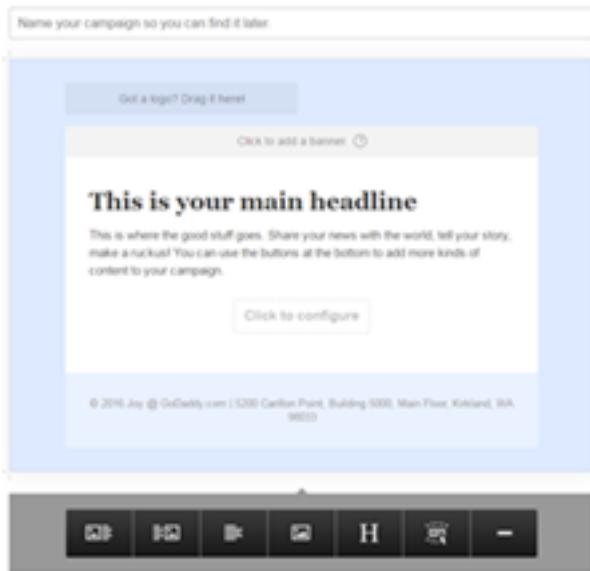 Name your campaign so you can find it later.
Got a logo? Drag it here!
Click to add a banner ?
This is your main headline
This is where the good stuff goes. Share your news with the world, tell your story,
make a ruckus! You can use the buttons at the bottom to add more kinds of
content to your campaign.
Click to configure
© 2016 Joy @ GoDaddy.com | 5200 Carillon Point, Building 5000, Main Floor, Kirkland, WA
98033
H